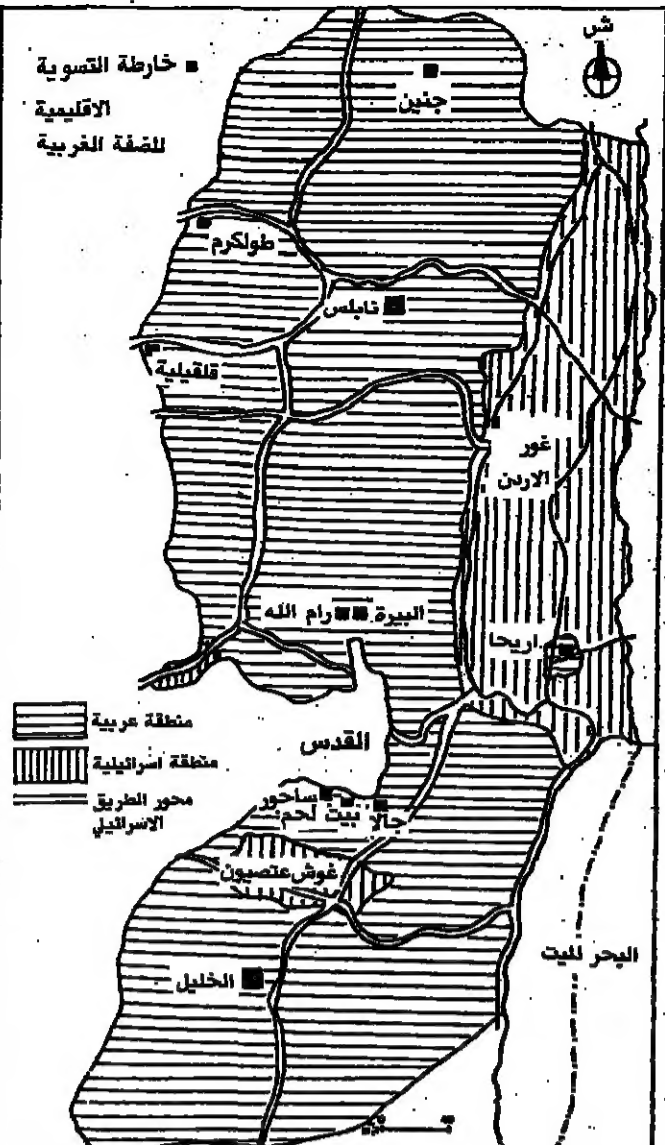 خارطة التسوية
الاقليمية
للضفة الغربية
ش
جنين
طولكرم
نابلس
قلقيلية
غور
الاردن
البيرة
رام الله
اريحا
القدس
منطقة عربية
منطقة اسرائيلية
محور الطريق
الاسرائيلي
ساحور
بيت لحم
جالا
غوش عتصيون
الخليل
البحر الميت